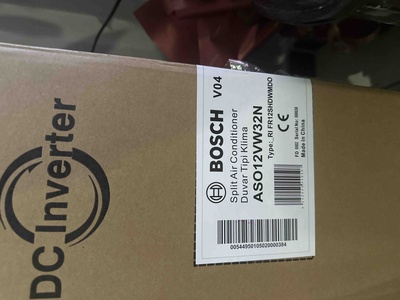 DC Inverter
BOSCH V04
Split Air Conditioner
Duvar Tipi Klima
ASO12VW32N
Type: RI FR12SHDWMDO
CE
Made in China
00544950105020000384